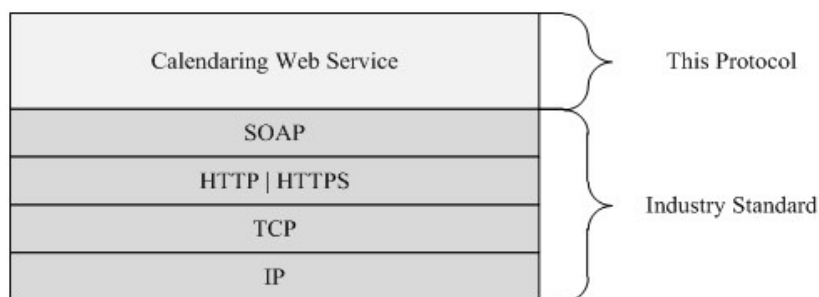 Calendaring Web Service
This Protocol
SOAP
HTTP | HTTPS
TCP
IP
Industry Standard